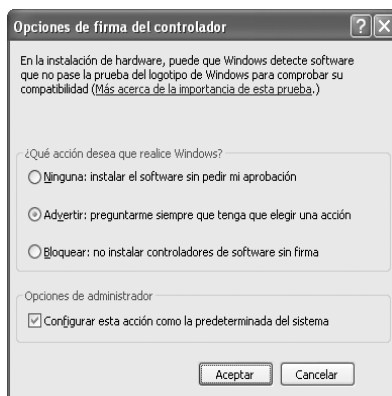 Opciones de firma del controlador
En la instalación de hardware, puede que Windows detecte software
que no pase la prueba del logotipo de Windows para comprobar su
compatibilidad (Más acerca de la importancia de esta prueba.)
¿Qué acción desea que realice Windows?
Ninguna: instalar el software sin pedir mi aprobación
Advertir: preguntarme siempre que tenga que elegir una acción
Bloquear: no instalar controladores de software sin firma
Opciones de administrador
Configurar esta acción como la predeterminada del sistema
Aceptar Cancelar